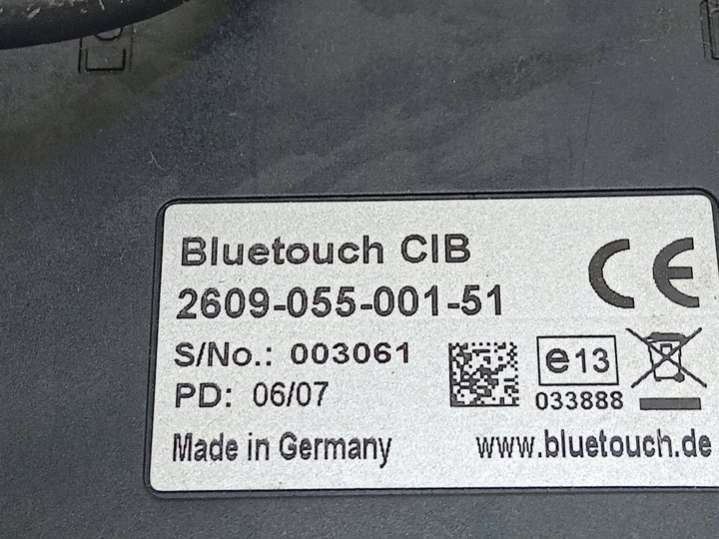 Bluetouch CIB
2609-055-001-51
CE
S/No.: 003061
e13
PD: 06/07
033888
Made in Germany
www.bluetouch.de